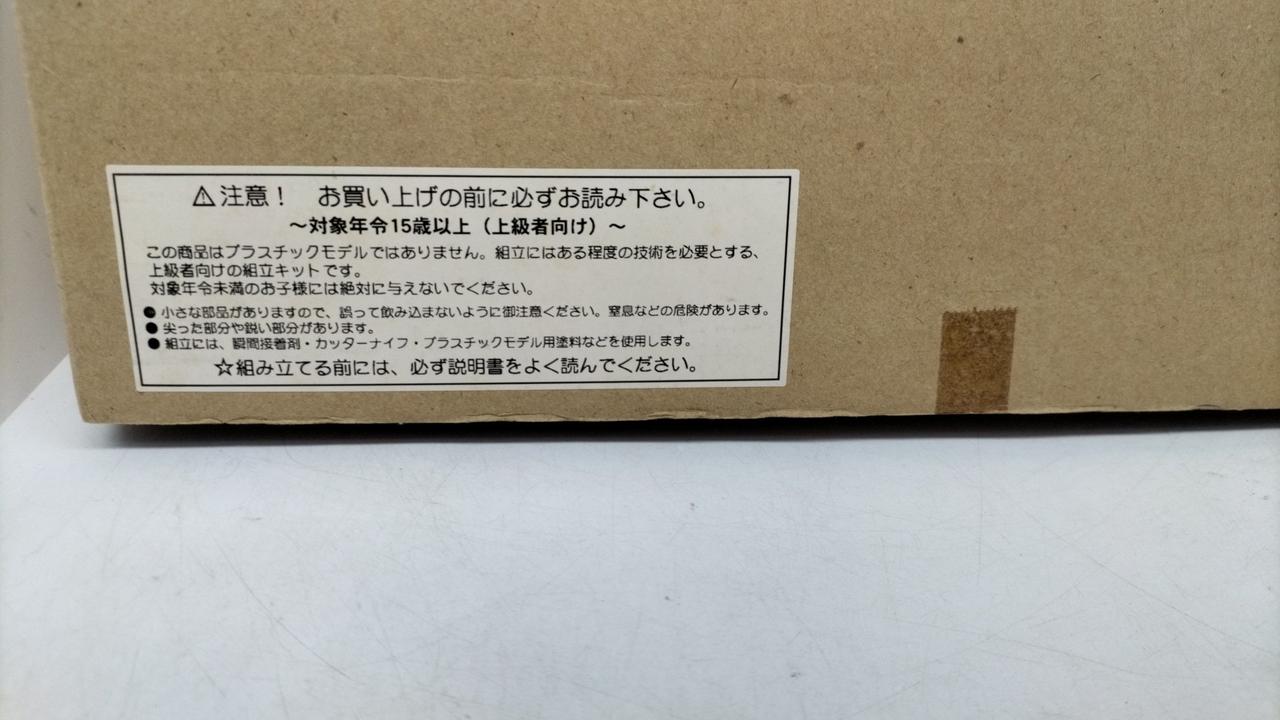 ⚠注意！ お買い上げの前に必ずお読み下さい。
～対象年令15歳以上（上級者向け）～
この商品はプラスチックモデルではありません。組立にはある程度の技術を必要とする、
上級者向けの組立キットです。
対象年令未満のお子様には絶対に与えないでください。
●小さな部品がありますので、誤って飲み込まないように御注意ください。窒息などの危険があります。
●尖った部分や鋭い部分があります。
●組立には、瞬間接着剤・カッターナイフ・プラスチックモデル用塗料などを使用します。
☆組み立てる前には、必ず説明書をよく読んでください。